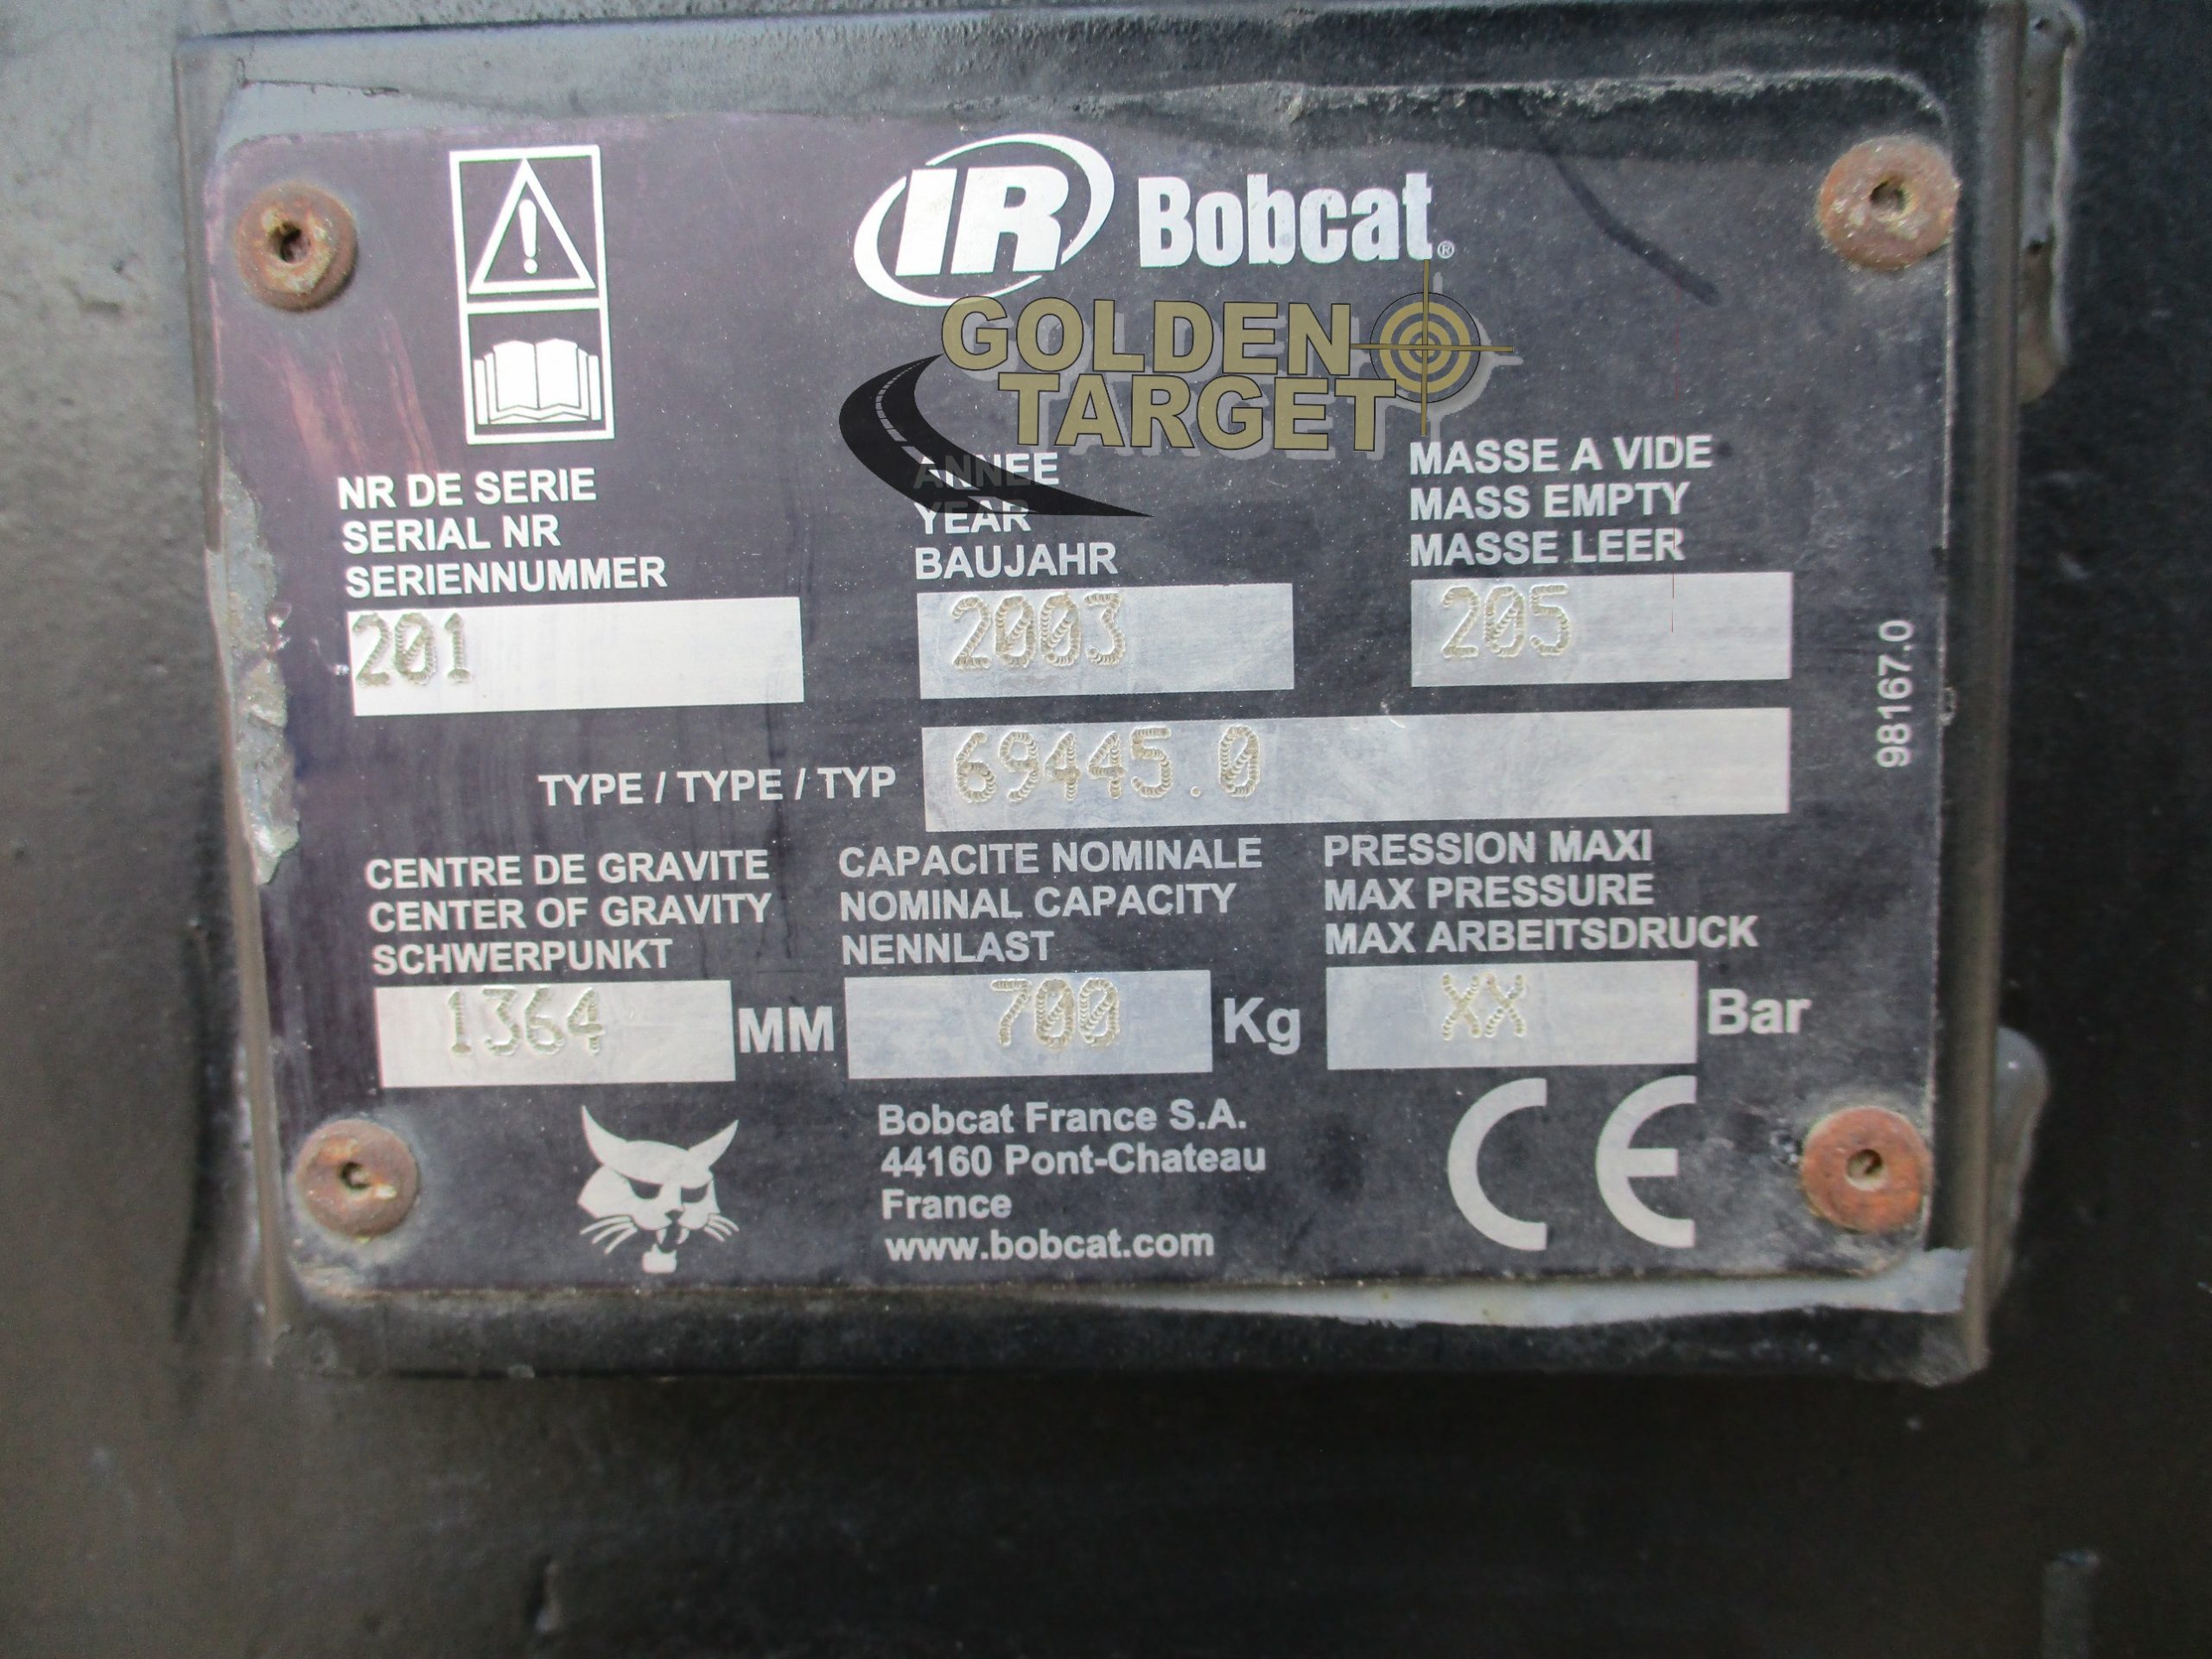 IR Bobcat®
GOLDEN
TARGET
NR DE SERIE
SERIAL NR
SERIENNUMMER
201
ANNEE
YEAR
BAUJAHR
2003
MASSE A VIDE
MASS EMPTY
MASSE LEER
205
TYPE / TYPE / TYP 69445.0
98167.0
CENTRE DE GRAVITE
CENTER OF GRAVITY
SCHWERPUNKT
1364 MM
CAPACITE NOMINALE
NOMINAL CAPACITY
NENNLAST
700 Kg
PRESSION MAXI
MAX PRESSURE
MAX ARBEITSDRUCK
XX Bar
Bobcat France S.A.
44160 Pont-Chateau
France
www.bobcat.com
CE